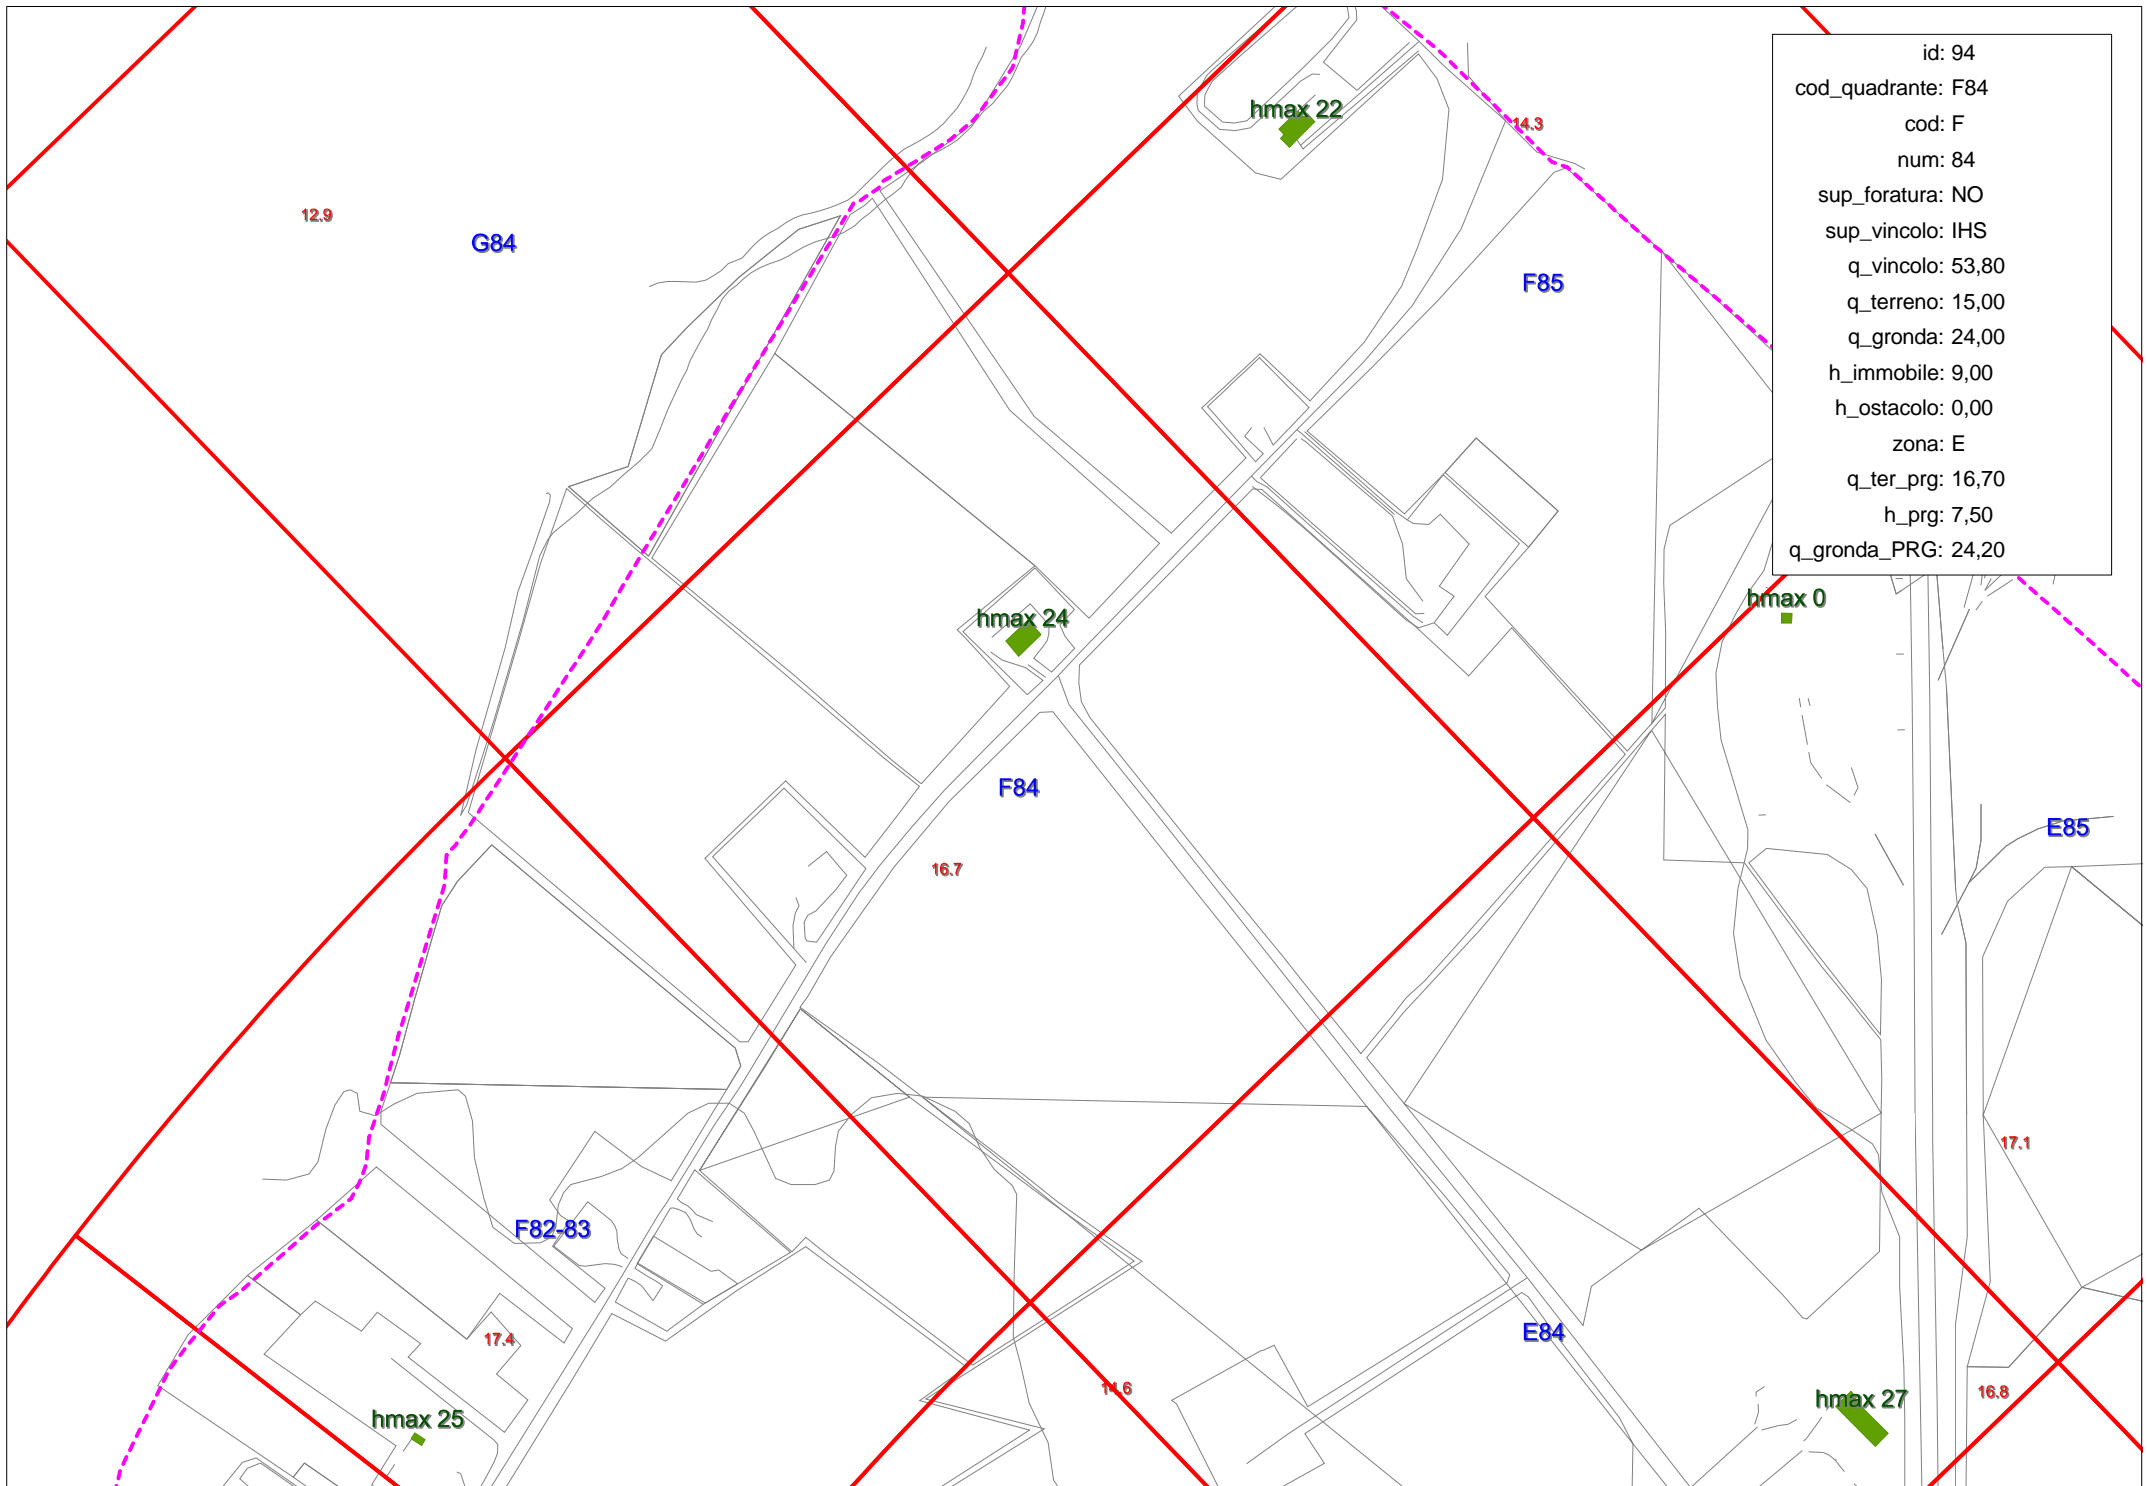 id: 94
cod_quadrante: F84
cod: F
num: 84
sup_foratura: NO
sup_vincolo: IHS
q_vincolo: 53,80
q_terreno: 15,00
q_gronda: 24,00
h_immobile: 9,00
h_ostacolo: 0,00
zona: E
q_ter_prg: 16,70
h_prg: 7,50
q_gronda_PRG: 24,20
hmax 22
14.3
12.9
G84
F85
hmax 0
hmax 24
F84
E85
16.7
17.1
F82-83
17.4
E84
14.6
16.8
hmax 27
hmax 25